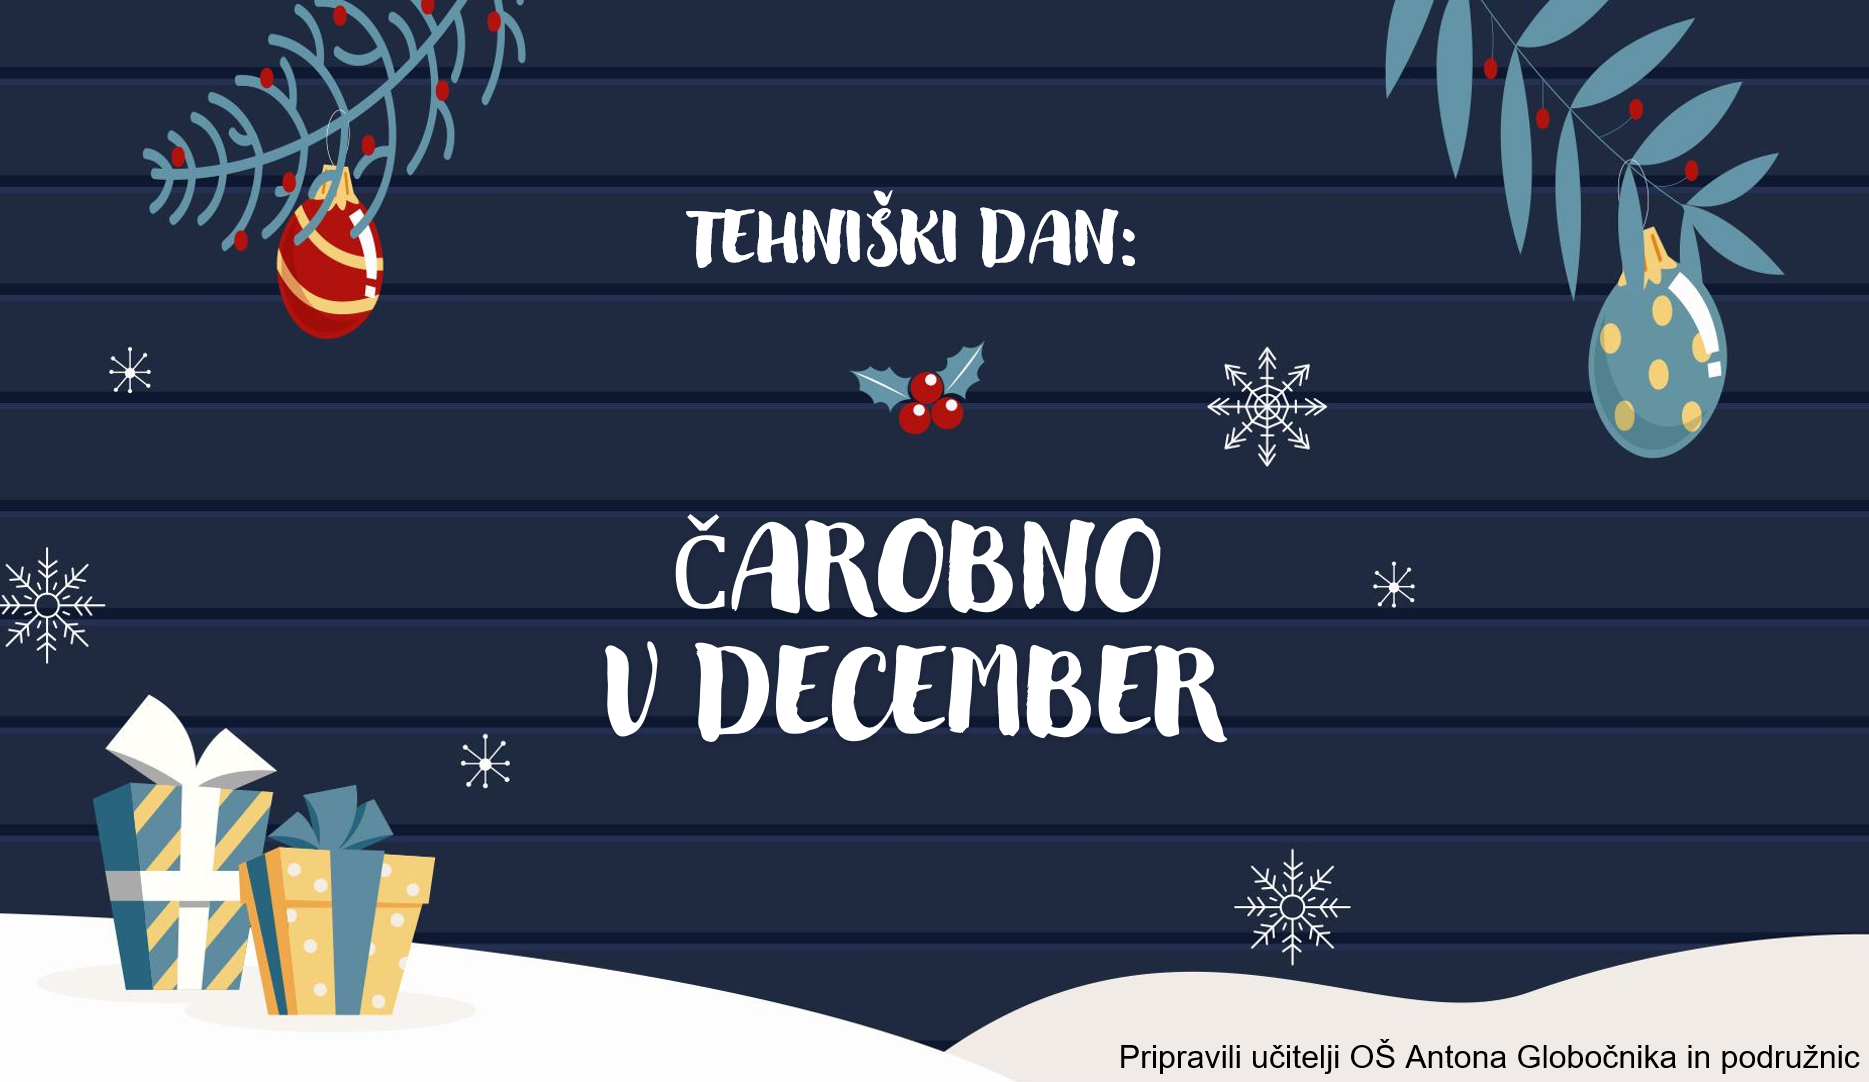 TEHNIŠKI DAN:
ČAROBNO
V DECEMBER
Pripravili učitelji OŠ Antona Globočnika in podružnic